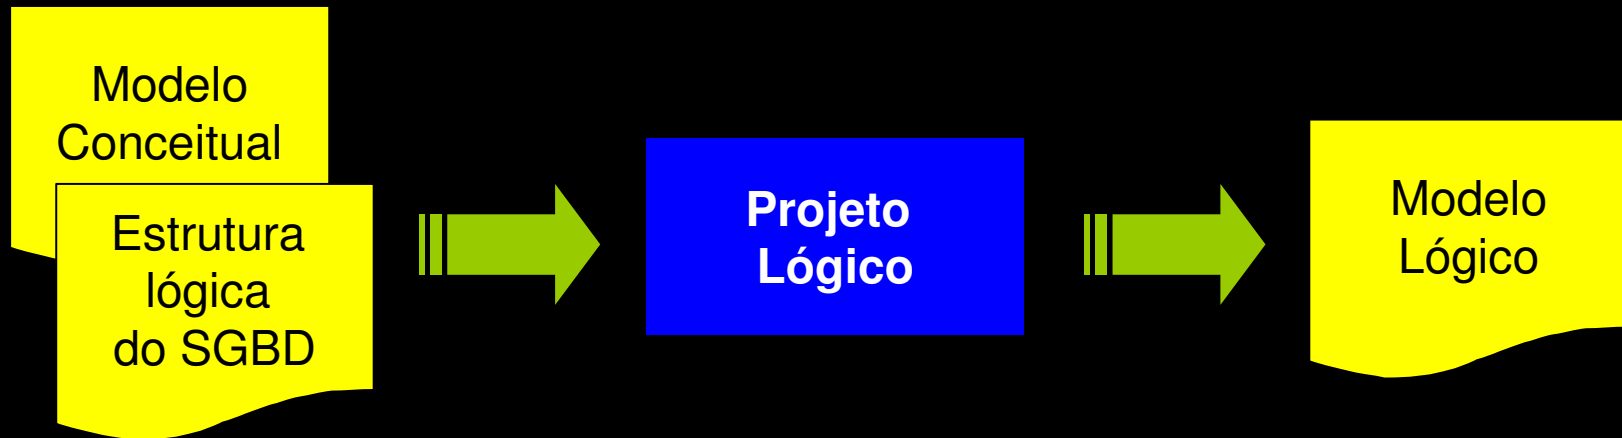 Modelo
Conceitual
Estrutura
lógica
do SGBD
Projeto
Lógico
Modelo
Lógico